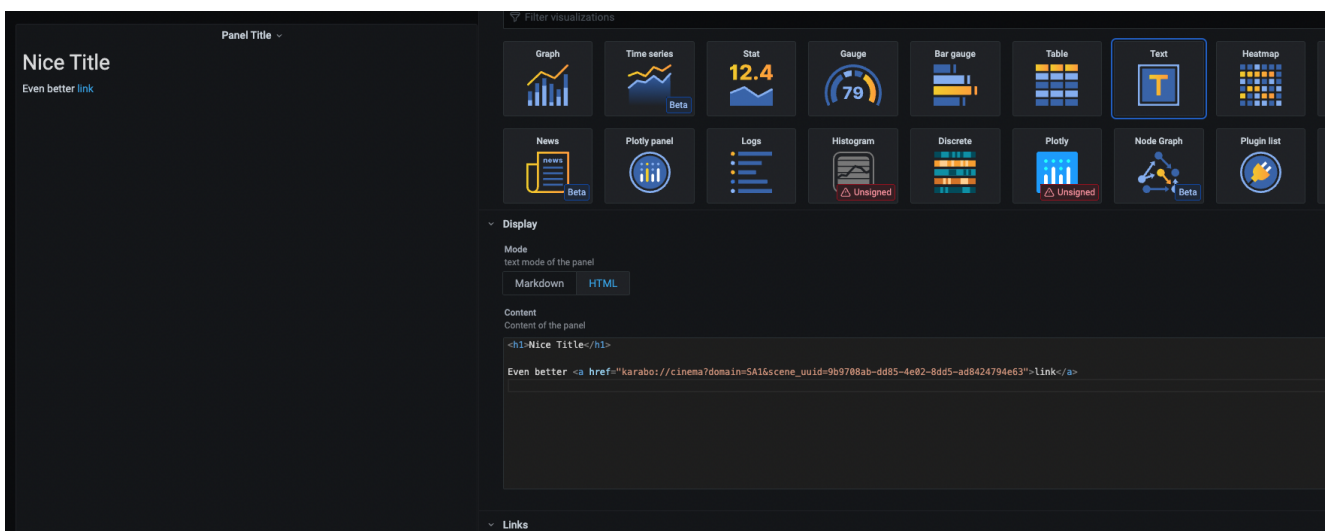 Filter visualizations
Panel Title
Nice Title
Even better link
Graph
Time series
Stat
Gauge
Bar gauge
Table
Text
Heatmap
12.4
79
T
Beta
News
Plotly panel
Logs
Histogram
Discrete
Plotly
Node Graph
Plugin list
news
Beta
Unsigned
Unsigned
Beta
Display
Mode
text mode of the panel
Markdown
HTML
Content
Content of the panel
<h1>Nice Title</h1>
Even better <a href="karabo://cinema?domain=SA1&scene_uuid=9b9708ab-dd85-4e02-8dd5-ad8424794e63">link</a>
Links